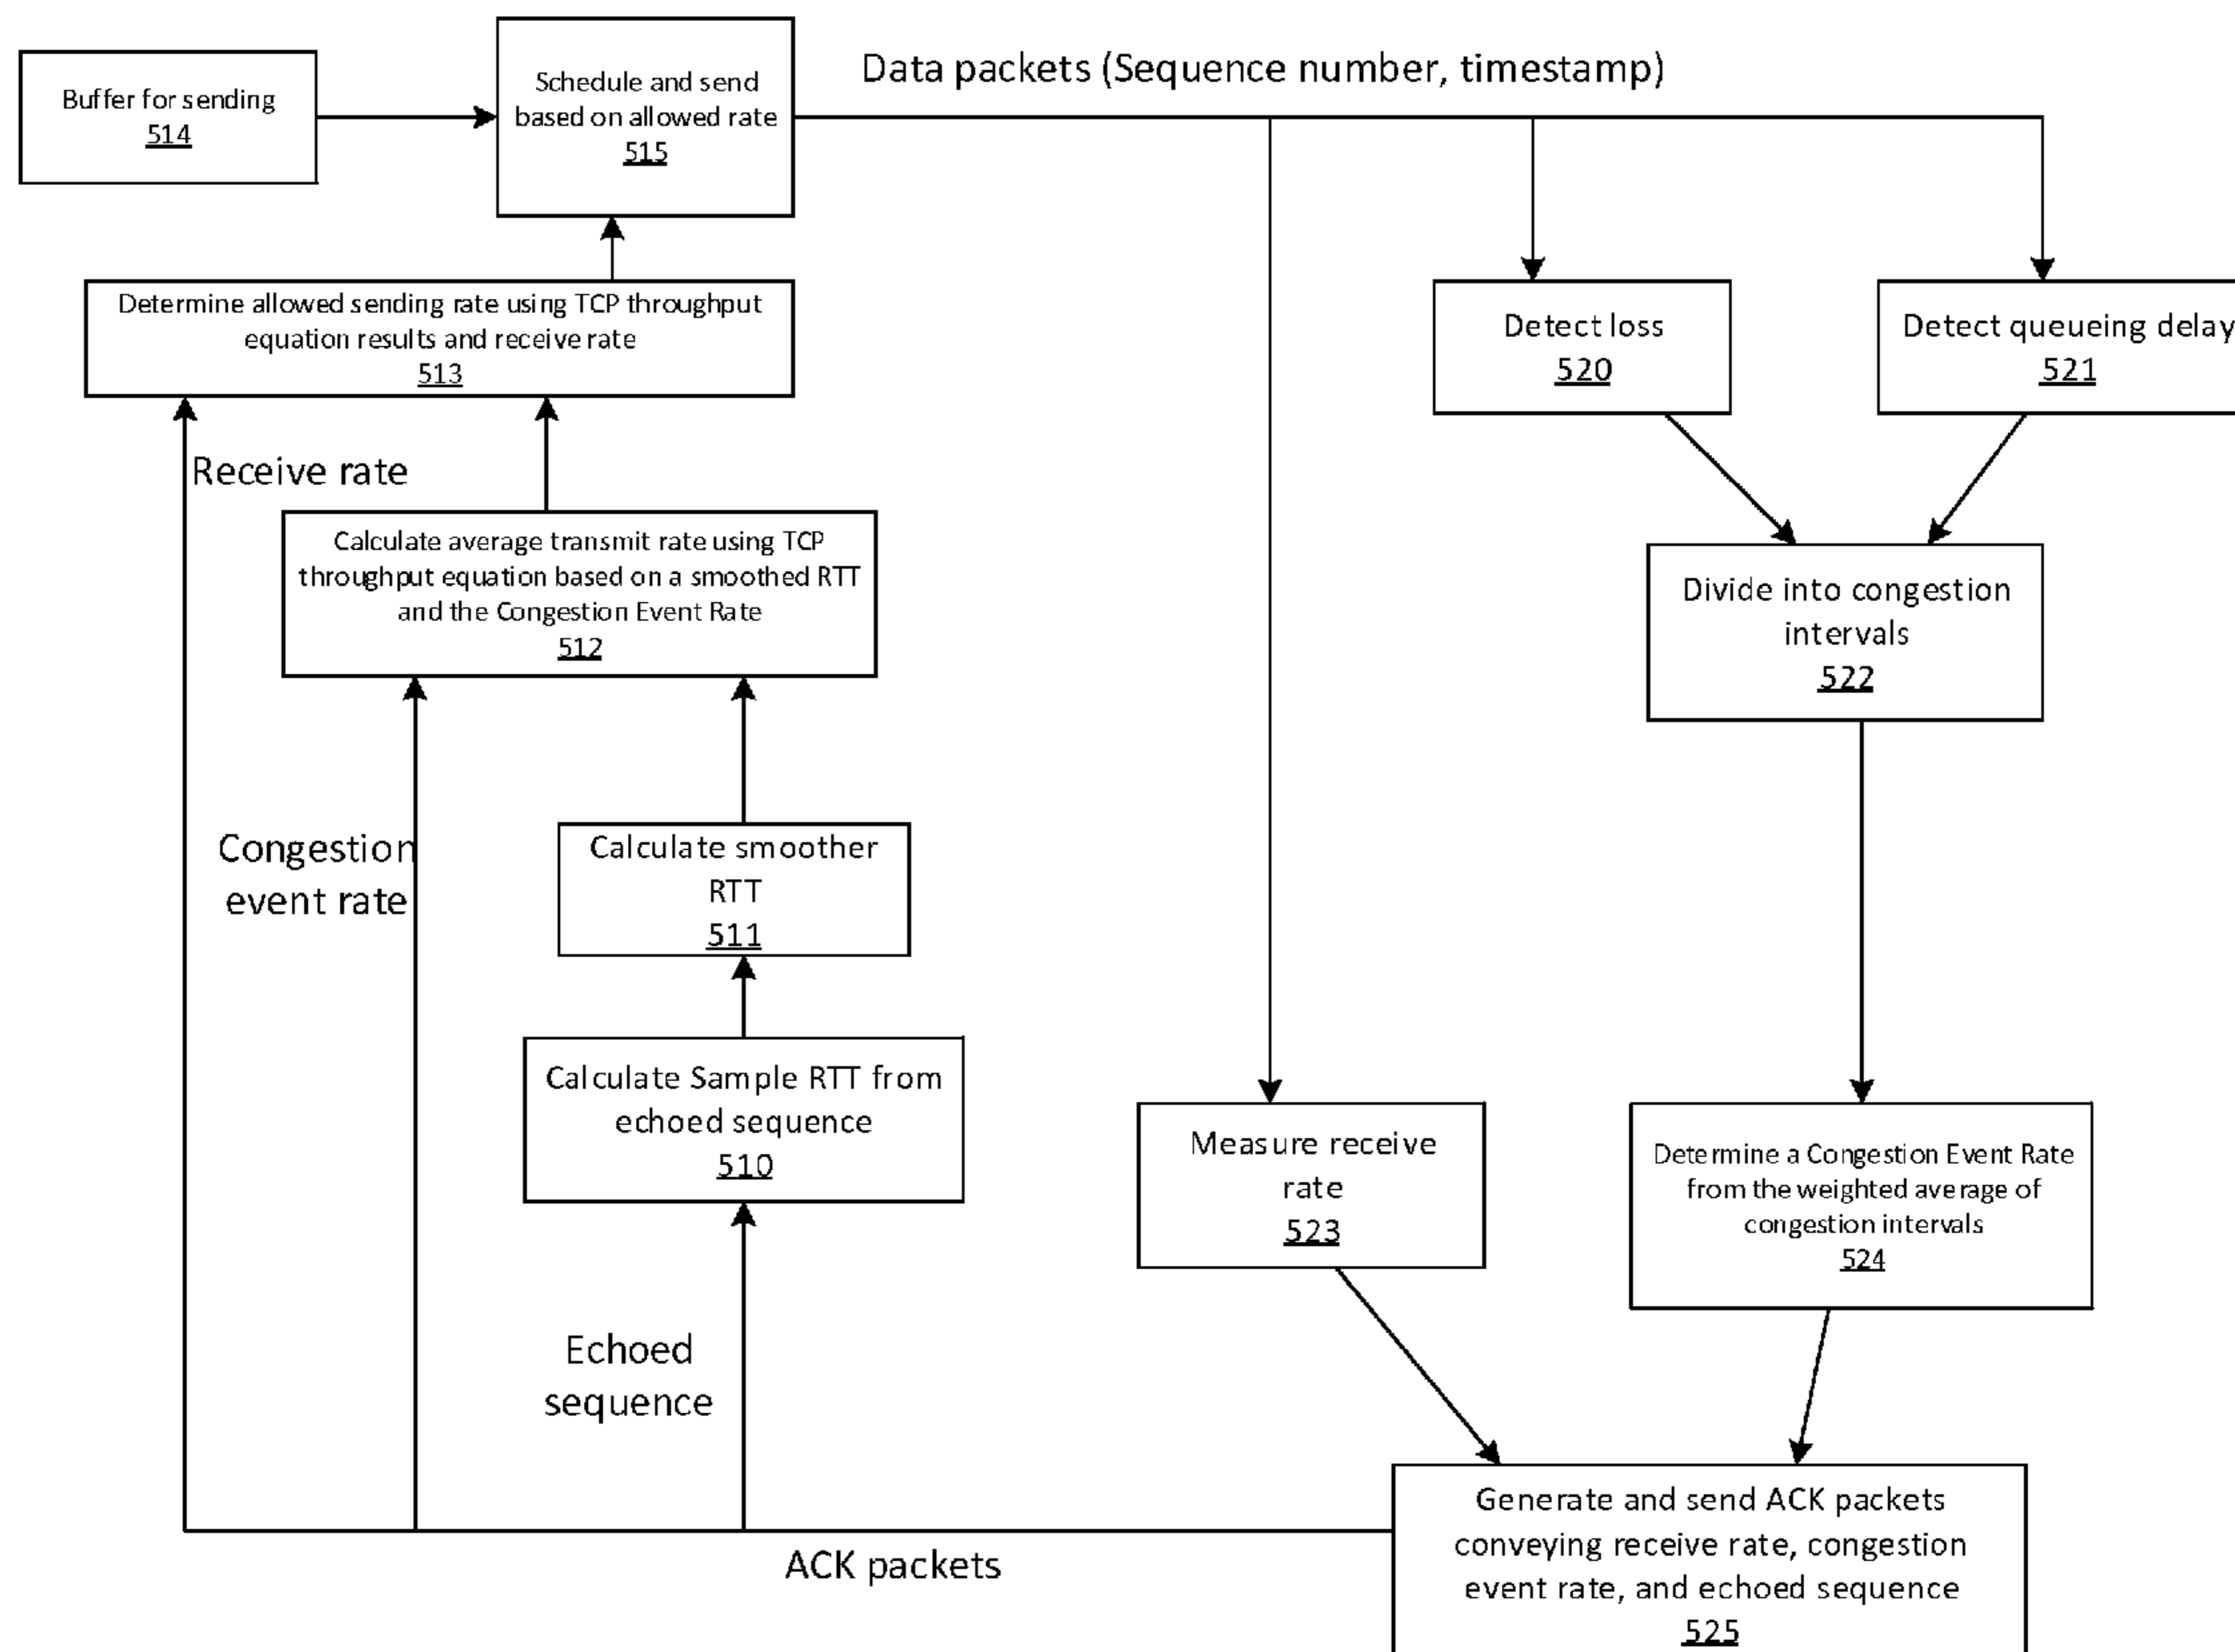 Buffer for sending
514
Schedule and send
based on allowed rate
515
Data packets (Sequence number, timestamp)
Determine allowed sending rate using TCP throughput
equation results and receive rate
513
Detect loss
520
Detect queueing delay
521
Receive rate
Calculate average transmit rate using TCP
throughput equation based on a smoothed RTT
and the Congestion Event Rate
512
Divide into congestion
intervals
522
Congestion
event rate
Calculate smoother
RTT
511
Calculate Sample RTT from
echoed sequence
510
Measure receive
rate
523
Determine a Congestion Event Rate
from the weighted average of
congestion intervals
524
Echoed
sequence
ACK packets
Generate and send ACK packets
conveying receive rate, congestion
event rate, and echoed sequence
525